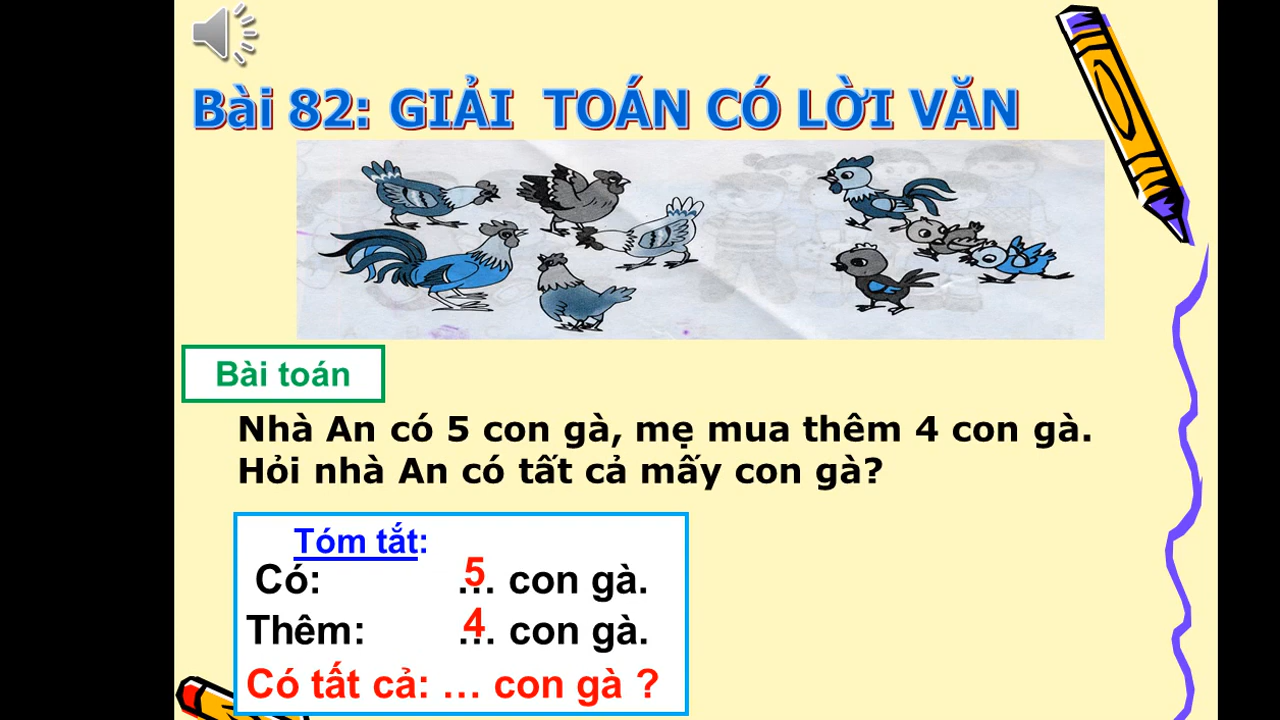 Bài 82: GIẢI TOÁN CÓ LỜI VĂN
Bài toán
Nhà An có 5 con gà, mẹ mua thêm 4 con gà.
Hỏi nhà An có tất cả mấy con gà?
Tóm tắt:
Có: 5 … con gà.
Thêm: 4 … con gà.
Có tất cả: … con gà ?